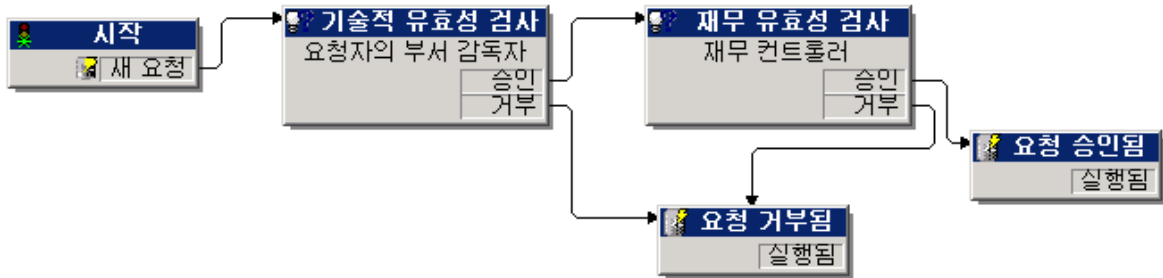 시작
새 요청
기술적 유효성 검사
요청자의 부서 감독자
승인
거부
재무 유효성 검사
재무 컨트롤러
승인
거부
요청 승인됨
실행됨
요청 거부됨
실행됨